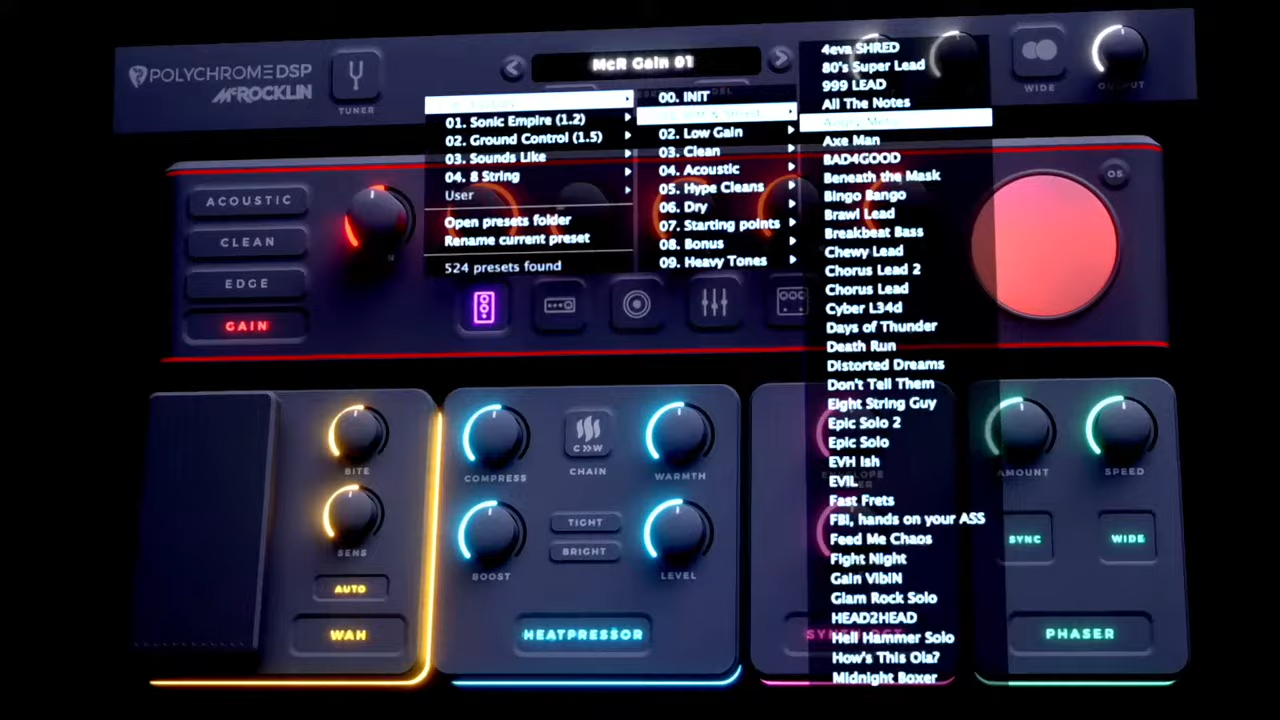 POLYCHROMEDSP
McROCKLIN
TUNER
McR Gain 01
WIDE
OUTPUT
01. Sonic Empire (1.2)
02. Ground Control (1.5)
03. Sounds Like
04. 8 String
User
Open presets folder
Rename current preset
524 presets found
00. INIT
02. Low Gain
03. Clean
04. Acoustic
05. Hype Cleans
06. Dry
07. Starting points
08. Bonus
09. Heavy Tones
4eva SHRED
80's Super Lead
999 LEAD
All The Notes
Axe Man
BAD4GOOD
Beneath the Mask
Bingo Bango
Brawl Lead
Breakbeat Bass
Chewy Lead
Chorus Lead 2
Chorus Lead
Cyber L34d
Days of Thunder
Death Run
Distorted Dreams
Don't Tell Them
Eight String Guy
Epic Solo 2
Epic Solo
EVH Ish
EVIL
Fast Frets
FBI, hands on your ASS
Feed Me Chaos
Fight Night
Gain VibIN
Glam Rock Solo
HEAD2HEAD
Hell Hammer Solo
How's This Ola?
Midnight Boxer
ACOUSTIC
CLEAN
EDGE
GAIN
OS
BITE
SENS
AUTO
WAH
COMPRESS
CHAIN
WARMTH
TIGHT
BRIGHT
BOOST
LEVEL
HEATPRESSOR
AMOUNT
SPEED
SYNC
WIDE
PHASER